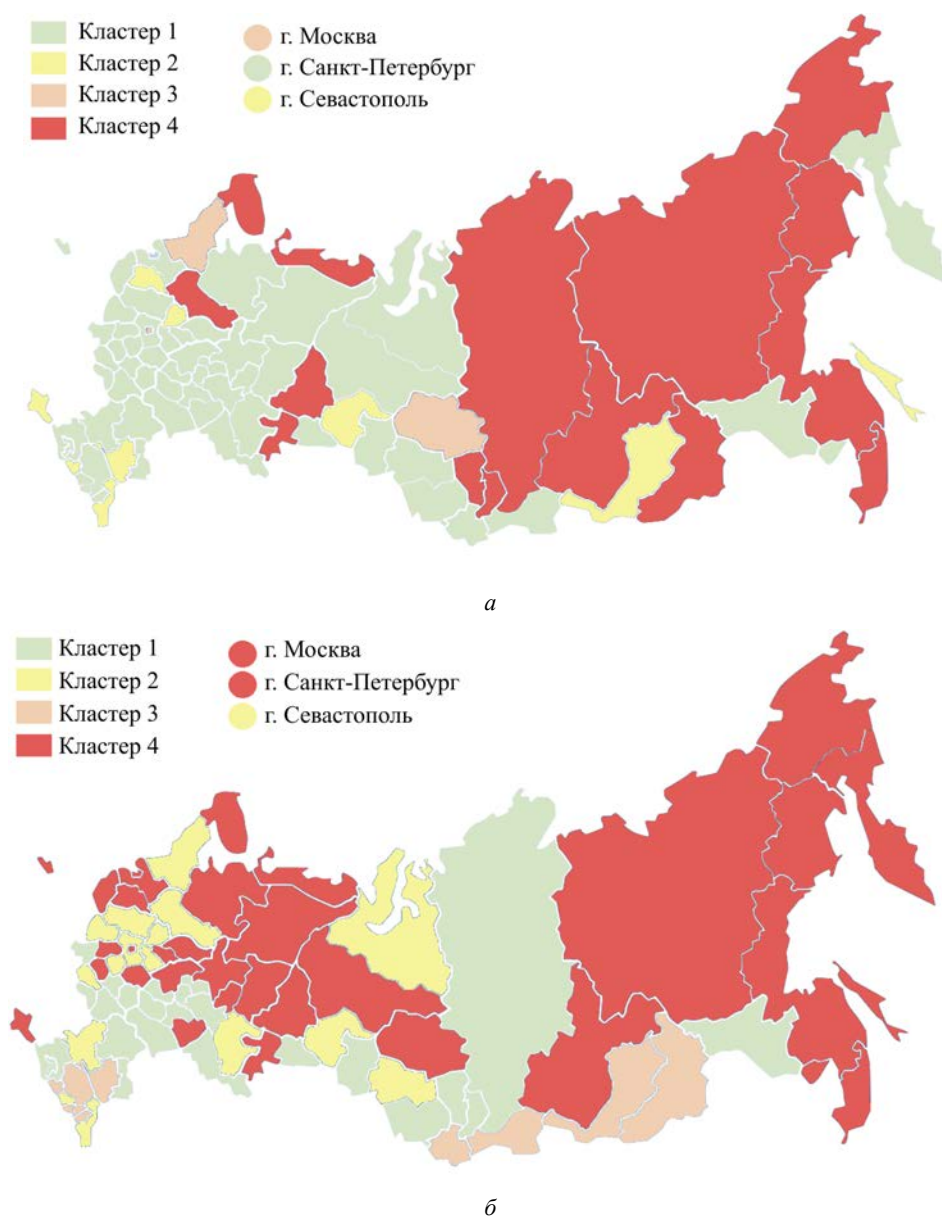 Кластер 1
Кластер 2
Кластер 3
Кластер 4
г. Москва
г. Санкт-Петербург
г. Севастополь
а
Кластер 1
Кластер 2
Кластер 3
Кластер 4
г. Москва
г. Санкт-Петербург
г. Севастополь
б